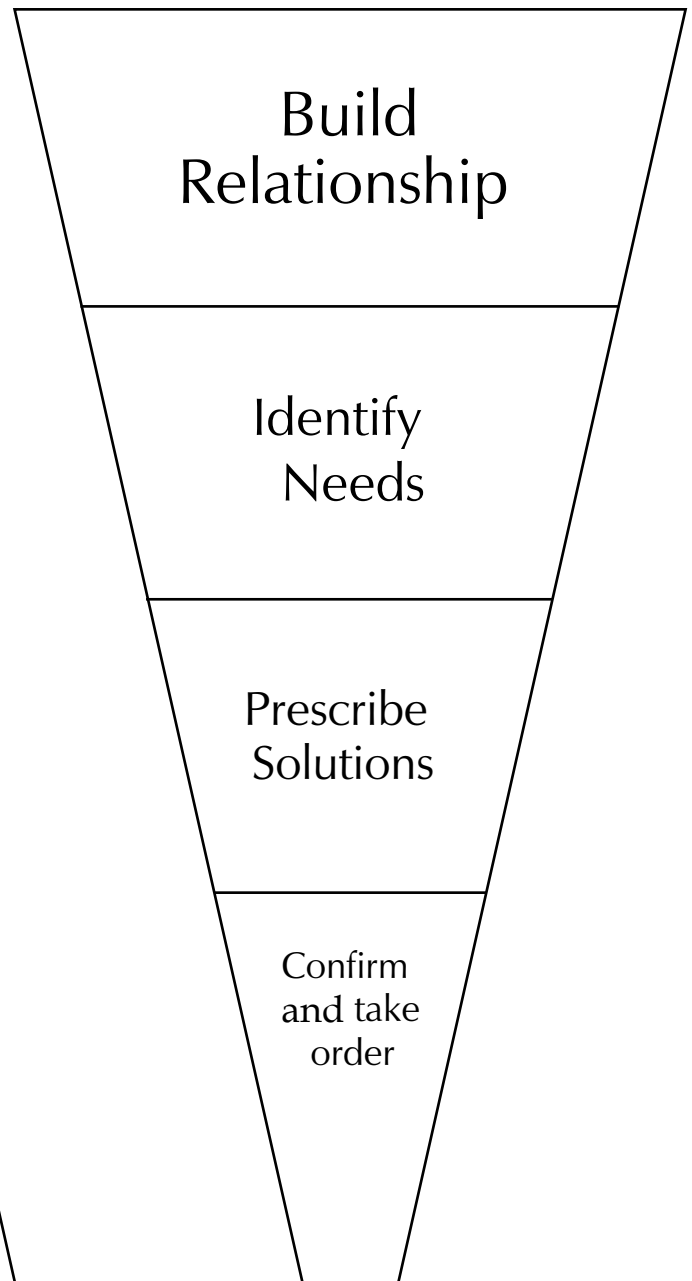 Build
Relationship
Identify
Needs
Prescribe
Solutions
Confirm
and take
order